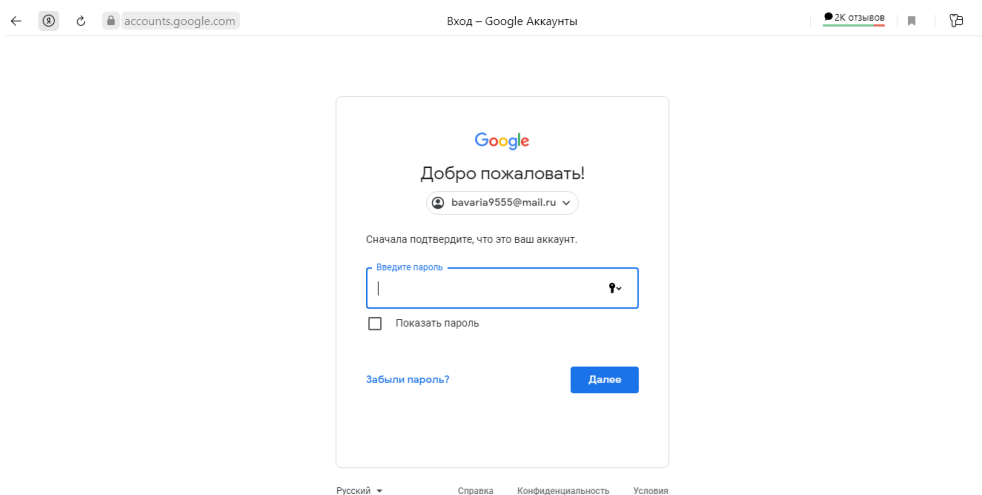 Я accounts.google.com Вход – Google Аккаунты 2K отзывов
Google
Добро пожаловать!
bavaria9555@mail.ru
Сначала подтвердите, что это ваш аккаунт.
Введите пароль
Показать пароль
Забыли пароль? Далее
Русский Справка Конфиденциальность Условия